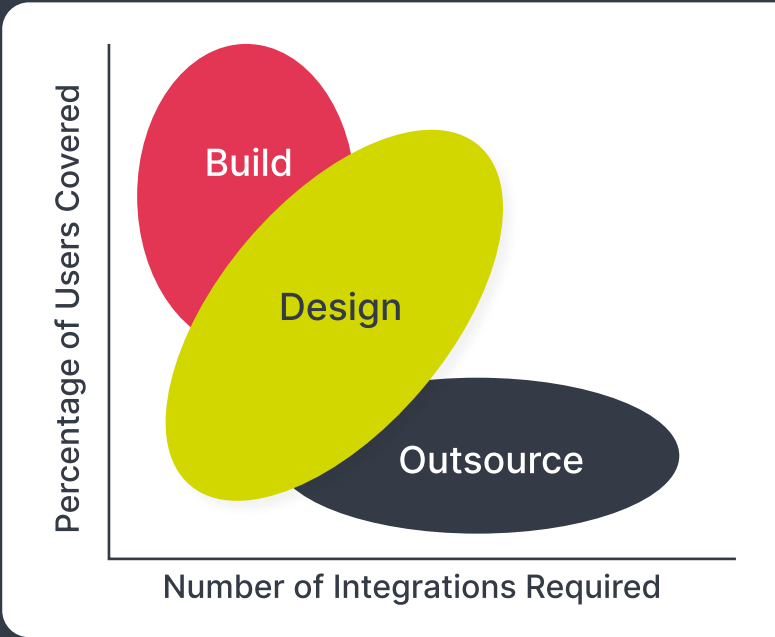 Percentage of Users Covered
Build
Design
Outsource
Number of Integrations Required